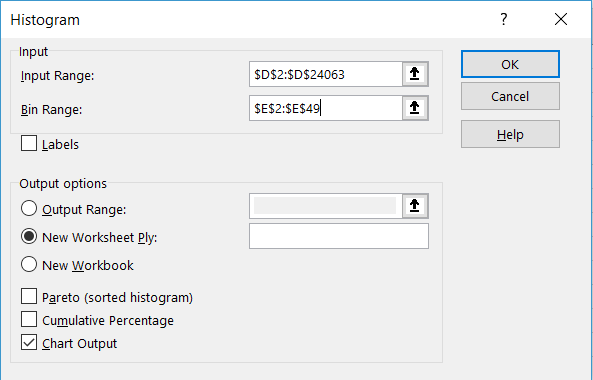 Histogram
?
Input
Input Range:
$D$2:$D$24063
Bin Range:
$E$2:$E$49
Labels
OK
Cancel
Help
Output options
Output Range:
New Worksheet Ply:
New Workbook
Pareto (sorted histogram)
Cumulative Percentage
Chart Output